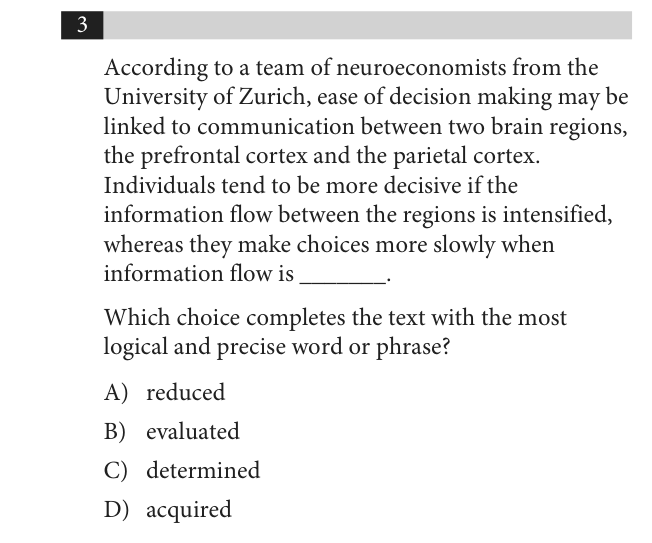 3
According to a team of neuroeconomists from the
University of Zurich, ease of decision making may be
linked to communication between two brain regions,
the prefrontal cortex and the parietal cortex.
Individuals tend to be more decisive if the
information flow between the regions is intensified,
whereas they make choices more slowly when
information flow is _______.
Which choice completes the text with the most
logical and precise word or phrase?
A) reduced
B) evaluated
C) determined
D) acquired